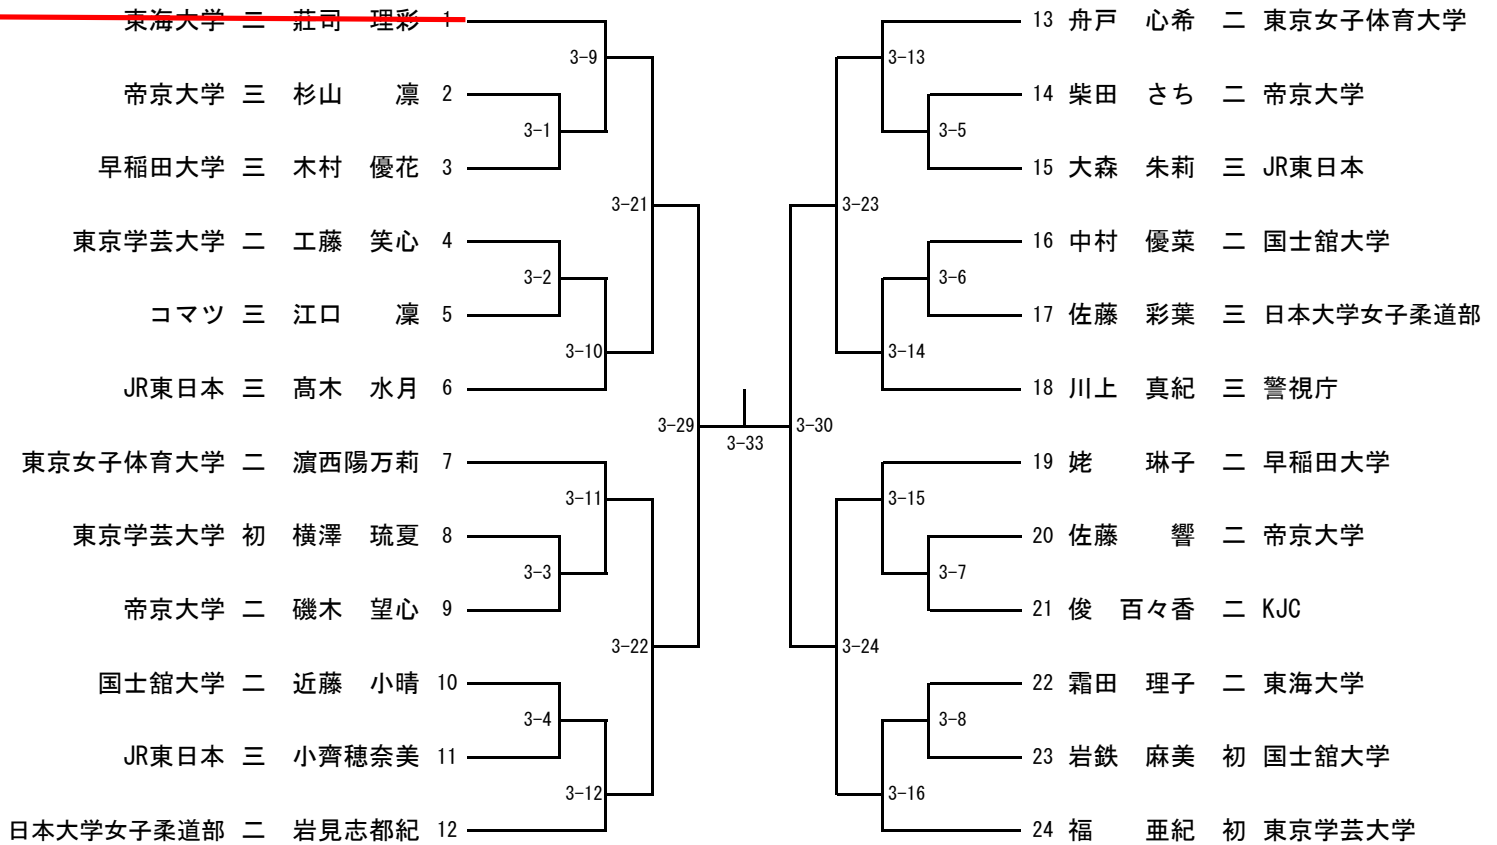 東海大学 二 莊司 理彩 1
3-9
帝京大学 三 杉山 凛 2
3-1
早稲田大学 三 木村 優花 3
3-21
東京学芸大学 二 工藤 笑心 4
3-2
コマツ 三 江口 凜 5
3-10
JR東日本 三 髙木 水月 6
3-29
東京女子体育大学 二 濵西陽万莉 7
3-11
東京学芸大学 初 横澤 琉夏 8
3-3
帝京大学 二 磯木 望心 9
3-22
国士舘大学 二 近藤 小晴 10
3-4
JR東日本 三 小齊穂奈美 11
3-12
日本大学女子柔道部 二 岩見志都紀 12
3-33
13 舟戸 心希 二 東京女子体育大学
3-13
14 柴田 さち 二 帝京大学
3-5
15 大森 朱莉 三 JR東日本
3-23
16 中村 優菜 二 国士舘大学
3-6
17 佐藤 彩葉 三 日本大学女子柔道部
3-14
18 川上 真紀 三 警視庁
3-30
19 姥 琳子 二 早稲田大学
3-15
20 佐藤 響 二 帝京大学
3-7
21 俊 百々香 二 KJC
3-24
22 霜田 理子 二 東海大学
3-8
23 岩鉄 麻美 初 国士舘大学
3-16
24 福 亜紀 初 東京学芸大学